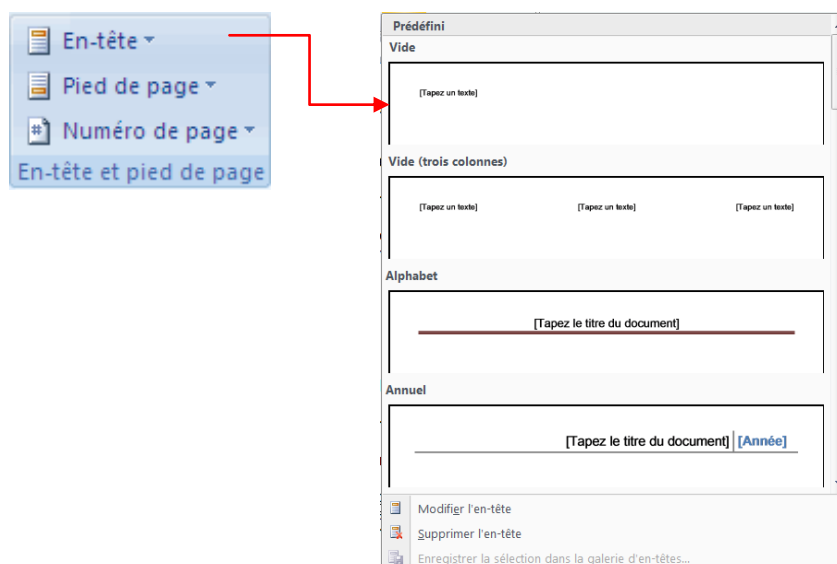 En-tête
Pied de page
Numéro de page
En-tête et pied de page
Prédéfini
Vide
[Tapez un texte]
Vide (trois colonnes)
[Tapez un texte] [Tapez un texte] [Tapez un texte]
Alphabet
[Tapez le titre du document]
Annuel
[Tapez le titre du document] [Année]
Modifier l'en-tête
Supprimer l'en-tête
Enregistrer la sélection dans la galerie d'en-têtes...